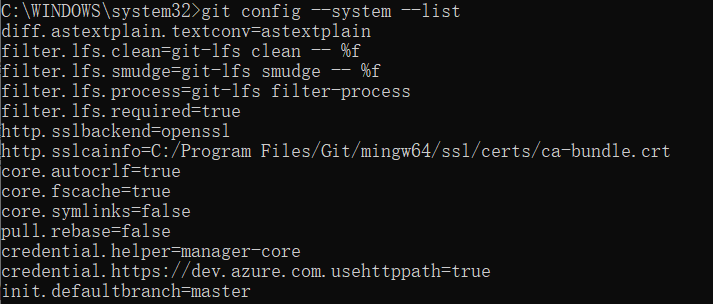 C:\WINDOWS\system32>git config --system --list
diff.astextplain.textconv=astextplain
filter.lfs.clean=git-lfs clean -- %f
filter.lfs.smudge=git-lfs smudge -- %f
filter.lfs.process=git-lfs filter-process
filter.lfs.required=true
http.sslbackend=openssl
http.sslcainfo=C:/Program Files/Git/mingw64/ssl/certs/ca-bundle.crt
core.autocrlf=true
core.fscache=true
core.symlinks=false
pull.rebase=false
credential.helper=manager-core
credential.https://dev.azure.com.usehttppath=true
init.defaultbranch=master